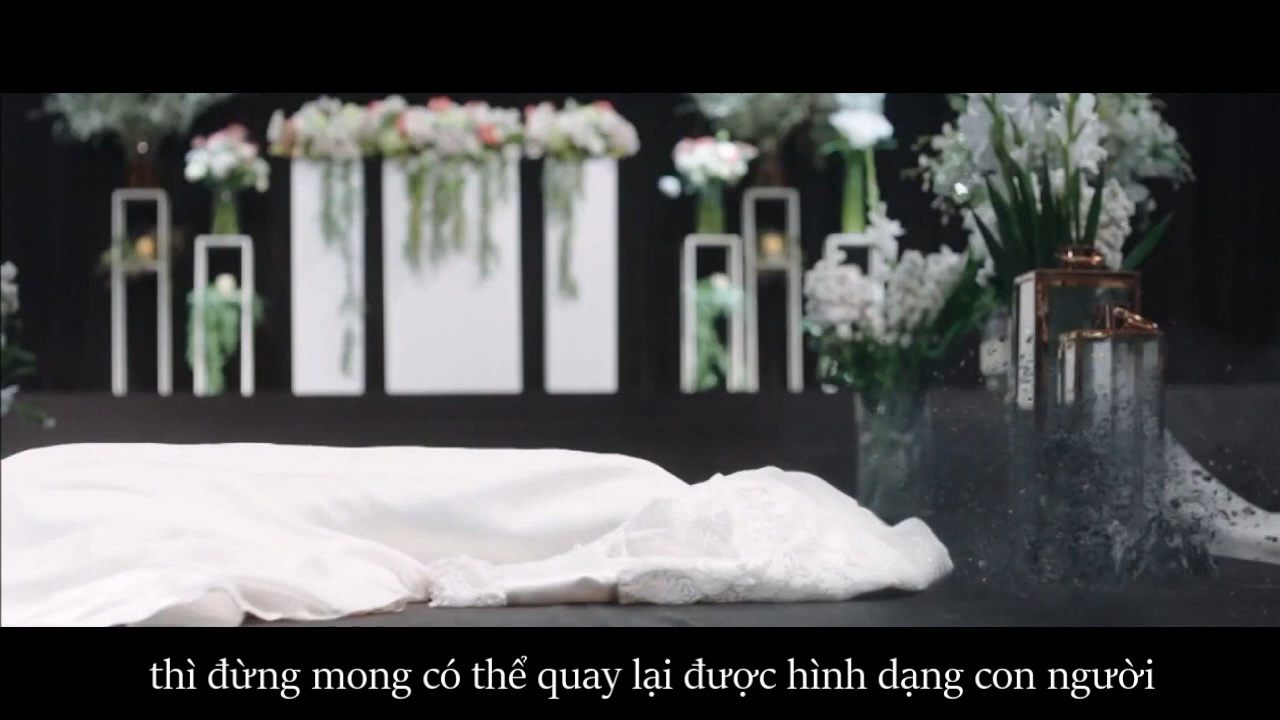 thì đừng mong có thể quay lại được hình dạng con người